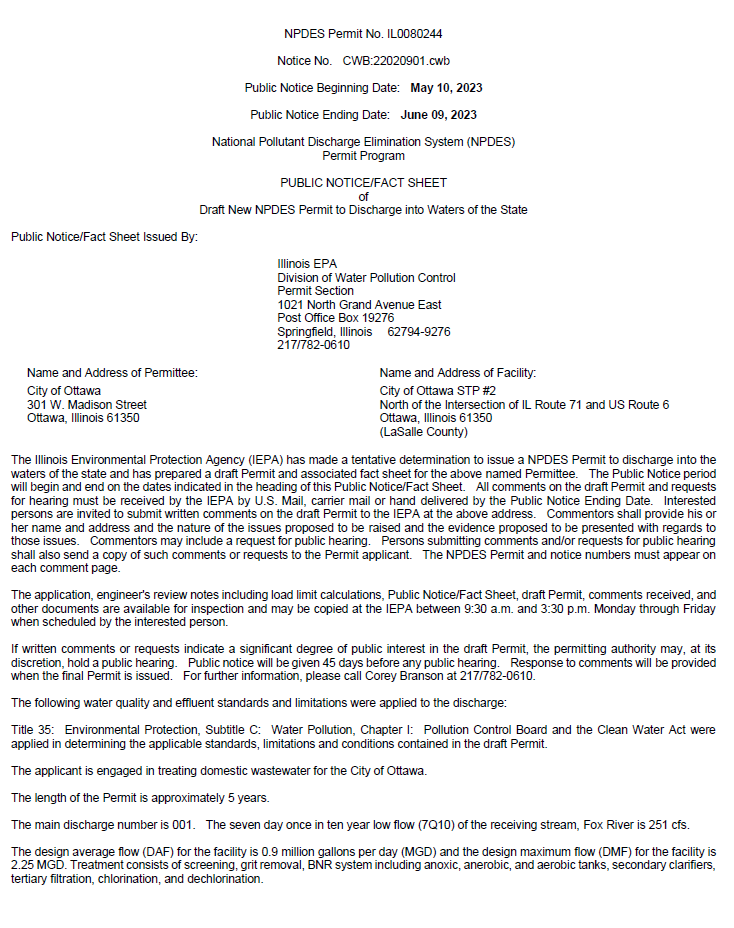 NPDES Permit No. IL0080244
Notice No. CWB:22020901.cwb
Public Notice Beginning Date: May 10, 2023
Public Notice Ending Date: June 09, 2023
National Pollutant Discharge Elimination System (NPDES)
Permit Program
PUBLIC NOTICE/FACT SHEET
of
Draft New NPDES Permit to Discharge into Waters of the State
Public Notice/Fact Sheet Issued By:
Illinois EPA
Division of Water Pollution Control
Permit Section
1021 North Grand Avenue East
Post Office Box 19276
Springfield, Illinois 62794-9276
217/782-0610
Name and Address of Permittee:
City of Ottawa
301 W. Madison Street
Ottawa, Illinois 61350
Name and Address of Facility:
City of Ottawa STP #2
North of the Intersection of IL Route 71 and US Route 6
Ottawa, Illinois 61350
(LaSalle County)
The Illinois Environmental Protection Agency (IEPA) has made a tentative determination to issue a NPDES Permit to discharge into the
waters of the state and has prepared a draft Permit and associated fact sheet for the above named Permittee. The Public Notice period
will begin and end on the dates indicated in the heading of this Public Notice/Fact Sheet. All comments on the draft Permit and requests
for hearing must be received by the IEPA by U.S. Mail, carrier mail or hand delivered by the Public Notice Ending Date. Interested
persons are invited to submit written comments on the draft Permit to the IEPA at the above address. Commentors shall provide his or
her name and address and the nature of the issues proposed to be raised and the evidence proposed to be presented with regards to
those issues. Commentors may include a request for public hearing. Persons submitting comments and/or requests for public hearing
shall also send a copy of such comments or requests to the Permit applicant. The NPDES Permit and notice numbers must appear on
each comment page.
The application, engineer's review notes including load limit calculations, Public Notice/Fact Sheet, draft Permit, comments received, and
other documents are available for inspection and may be copied at the IEPA between 9:30 a.m. and 3:30 p.m. Monday through Friday
when scheduled by the interested person.
If written comments or requests indicate a significant degree of public interest in the draft Permit, the permitting authority may, at its
discretion, hold a public hearing. Public notice will be given 45 days before any public hearing. Response to comments will be provided
when the final Permit is issued. For further information, please call Corey Branson at 217/782-0610.
The following water quality and effluent standards and limitations were applied to the discharge:
Title 35: Environmental Protection, Subtitle C: Water Pollution, Chapter I: Pollution Control Board and the Clean Water Act were
applied in determining the applicable standards, limitations and conditions contained in the draft Permit.
The applicant is engaged in treating domestic wastewater for the City of Ottawa.
The length of the Permit is approximately 5 years.
The main discharge number is 001. The seven day once in ten year low flow (7Q10) of the receiving stream, Fox River is 251 cfs.
The design average flow (DAF) for the facility is 0.9 million gallons per day (MGD) and the design maximum flow (DMF) for the facility is
2.25 MGD. Treatment consists of screening, grit removal, BNR system including anoxic, anerobic, and aerobic tanks, secondary clarifiers,
tertiary filtration, chlorination, and dechlorination.